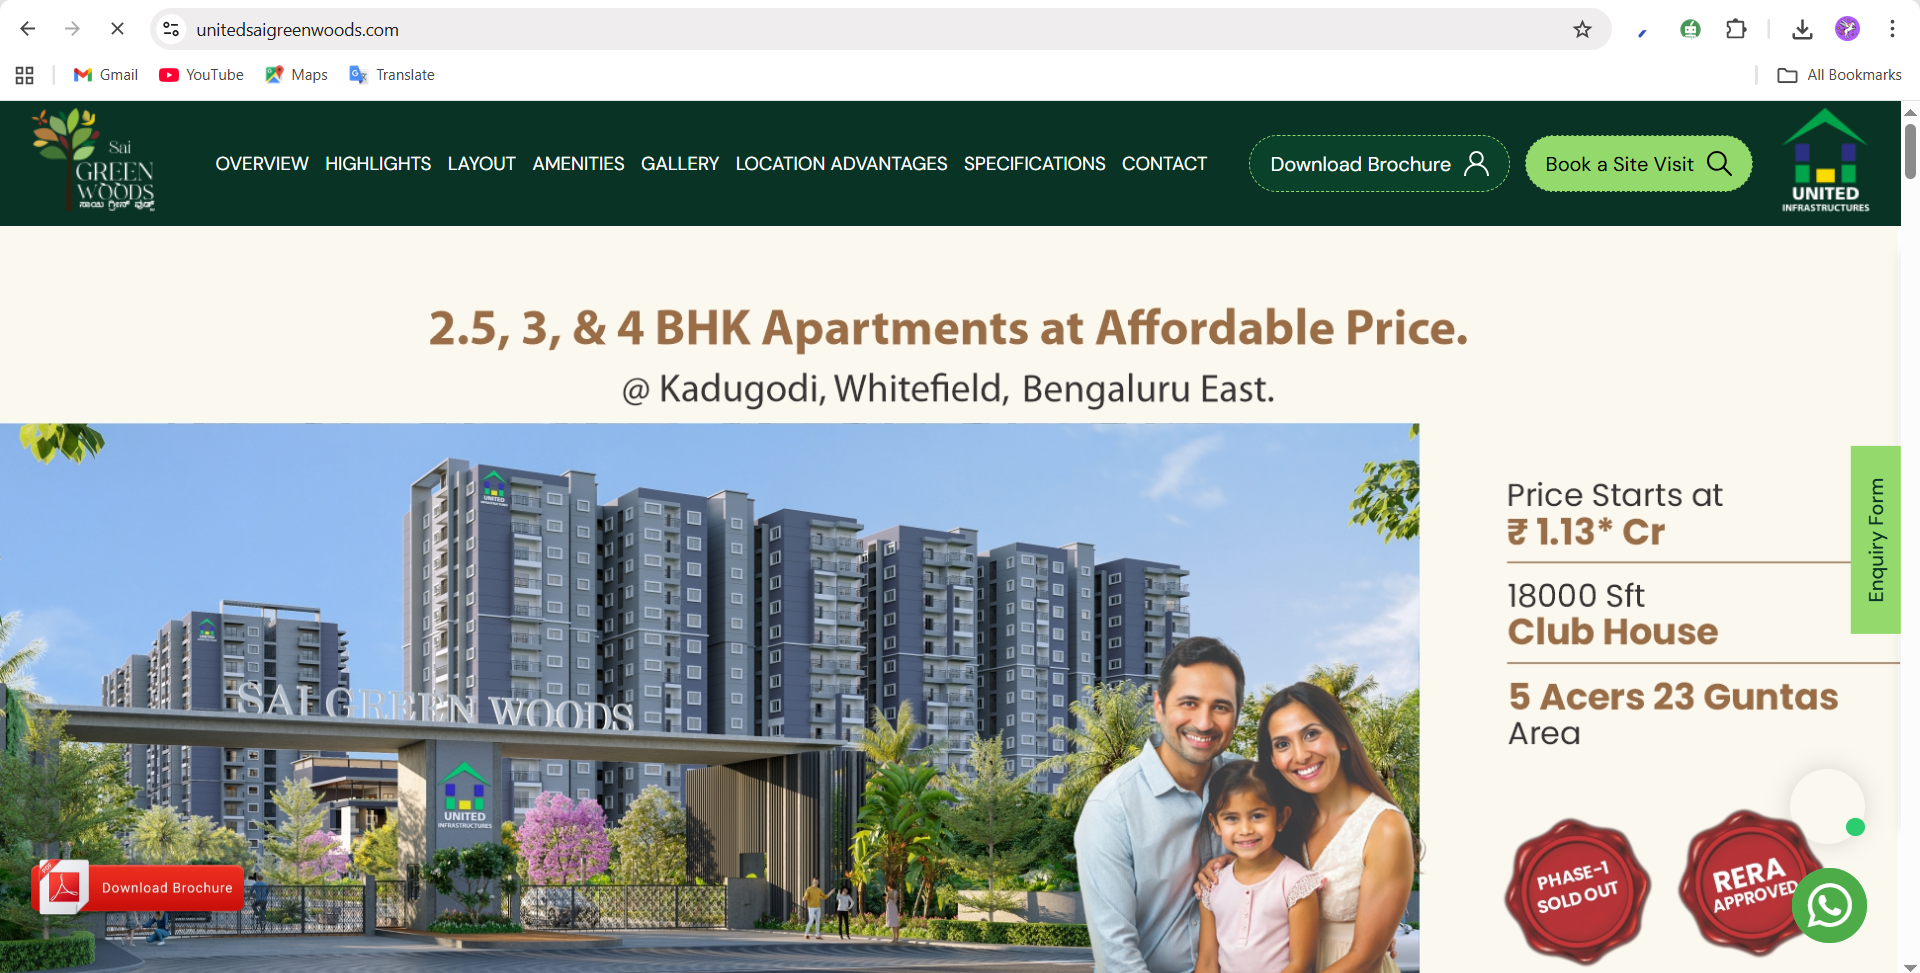 unitedsaigreenwoods.com
Gmail
YouTube
Maps
Translate
All Bookmarks
Sai
GREEN
WOODS
ಸಾಯಿ ಗ್ರೀನ್ ವುಡ್ಸ್
OVERVIEW
HIGHLIGHTS
LAYOUT
AMENITIES
GALLERY
LOCATION ADVANTAGES
SPECIFICATIONS
CONTACT
Download Brochure
Book a Site Visit
UNITED
INFRASTRUCTURES
2.5, 3, & 4 BHK Apartments at Affordable Price.
@ Kadugodi, Whitefield, Bengaluru East.
UNITED
SAI GREEN WOODS
UNITED
INFRASTRUCTURES
Price Starts at
₹ 1.13* Cr
18000 Sft
Club House
5 Acers 23 Guntas
Area
Enquiry Form
PHASE-1
SOLD OUT
RERA
APPROVED
PDF
Download Brochure